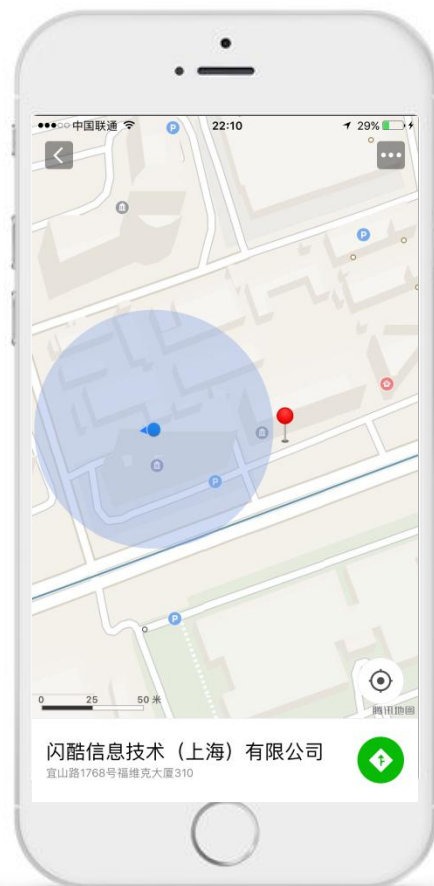 中国联通 22:10 29%
P
P
P
P
0 25 50 米
腾讯地图
闪酷信息技术（上海）有限公司
宜山路1768号福维克大厦310